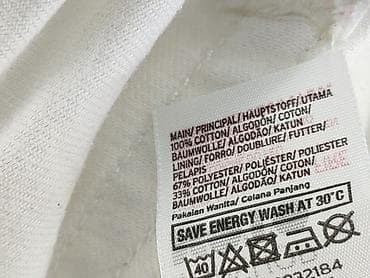 MAIN/ PRINCIPAL/ HAUPTSTOFF/ UTAMA
100% COTTON/ ALGODÓN/ COTON/
BAUMWOLLE/ ALGODÃO/ KATUN
LINING/ FORRO/ DOUBLURE/ FUTTER/
PELAPIS
67% POLYESTER/ POLIÉSTER/ POLIESTER
33% COTTON/ ALGODÓN/ COTON/
BAUMWOLLE/ ALGODÃO/ KATUN
Pakaian Wanita/ Celana Panjang
SAVE ENERGY WASH AT 30°C
40